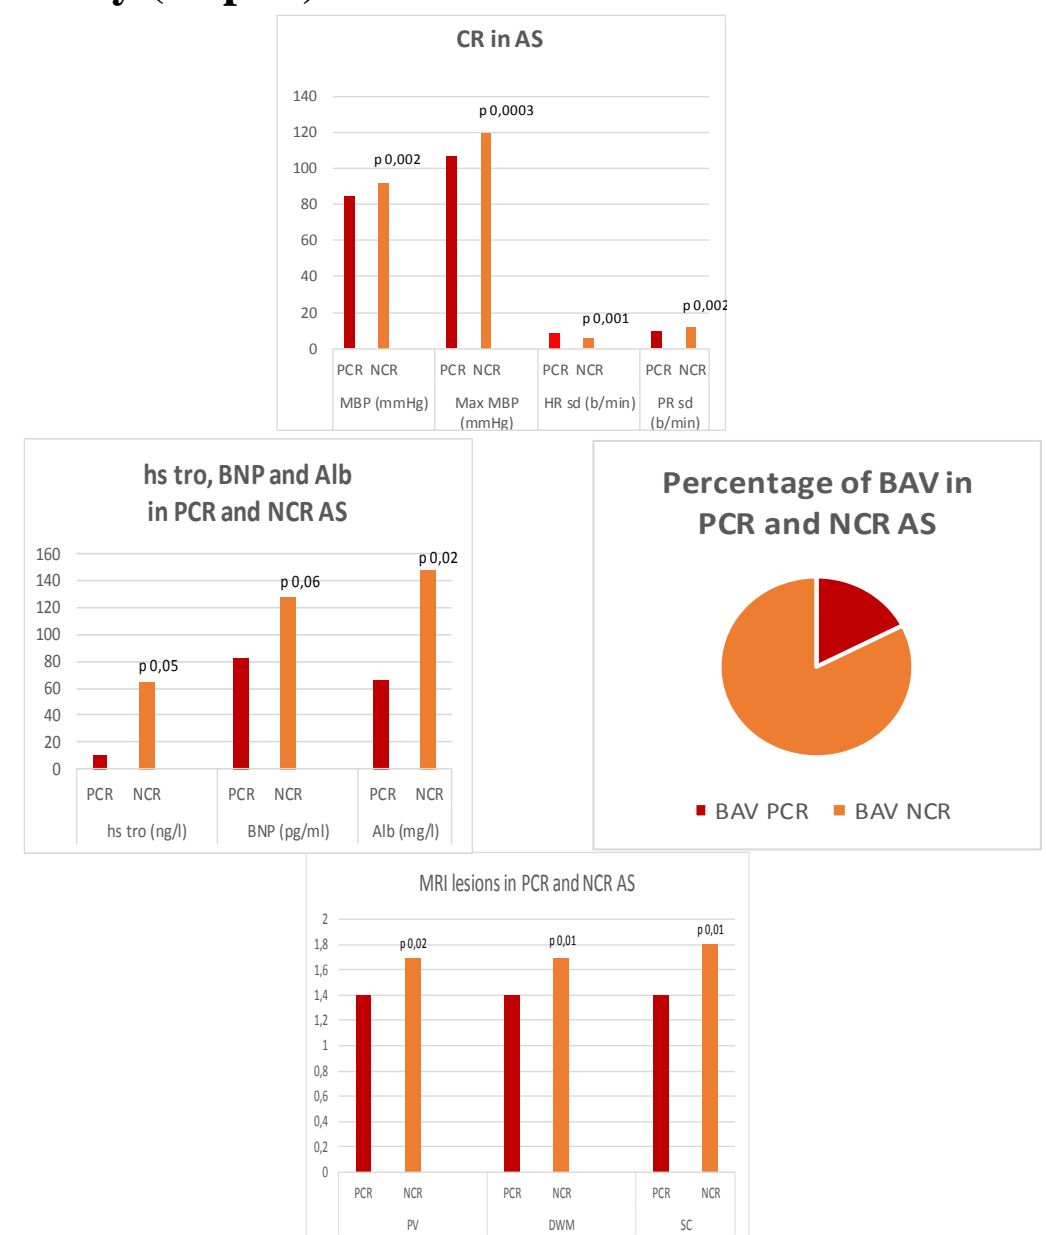 CR in AS
140
120
100
80
60
40
20
0
p 0,002
p 0,0003
p 0,001
p 0,002
PCR NCR PCR NCR PCR NCR PCR NCR
MBP (mmHg) Max MBP (mmHg) HR sd (b/min) PR sd (b/min)
hs tro, BNP and Alb
in PCR and NCR AS
160
140
120
100
80
60
40
20
0
p 0,05
p 0,06
p 0,02
PCR NCR PCR NCR PCR NCR
hs tro (ng/l) BNP (pg/ml) Alb (mg/l)
Percentage of BAV in
PCR and NCR AS
BAV PCR BAV NCR
MRI lesions in PCR and NCR AS
2
1,8
1,6
1,4
1,2
1
0,8
0,6
0,4
0,2
0
p 0,02
p 0,01
p 0,01
PCR NCR PCR NCR PCR NCR
PV DWM SC